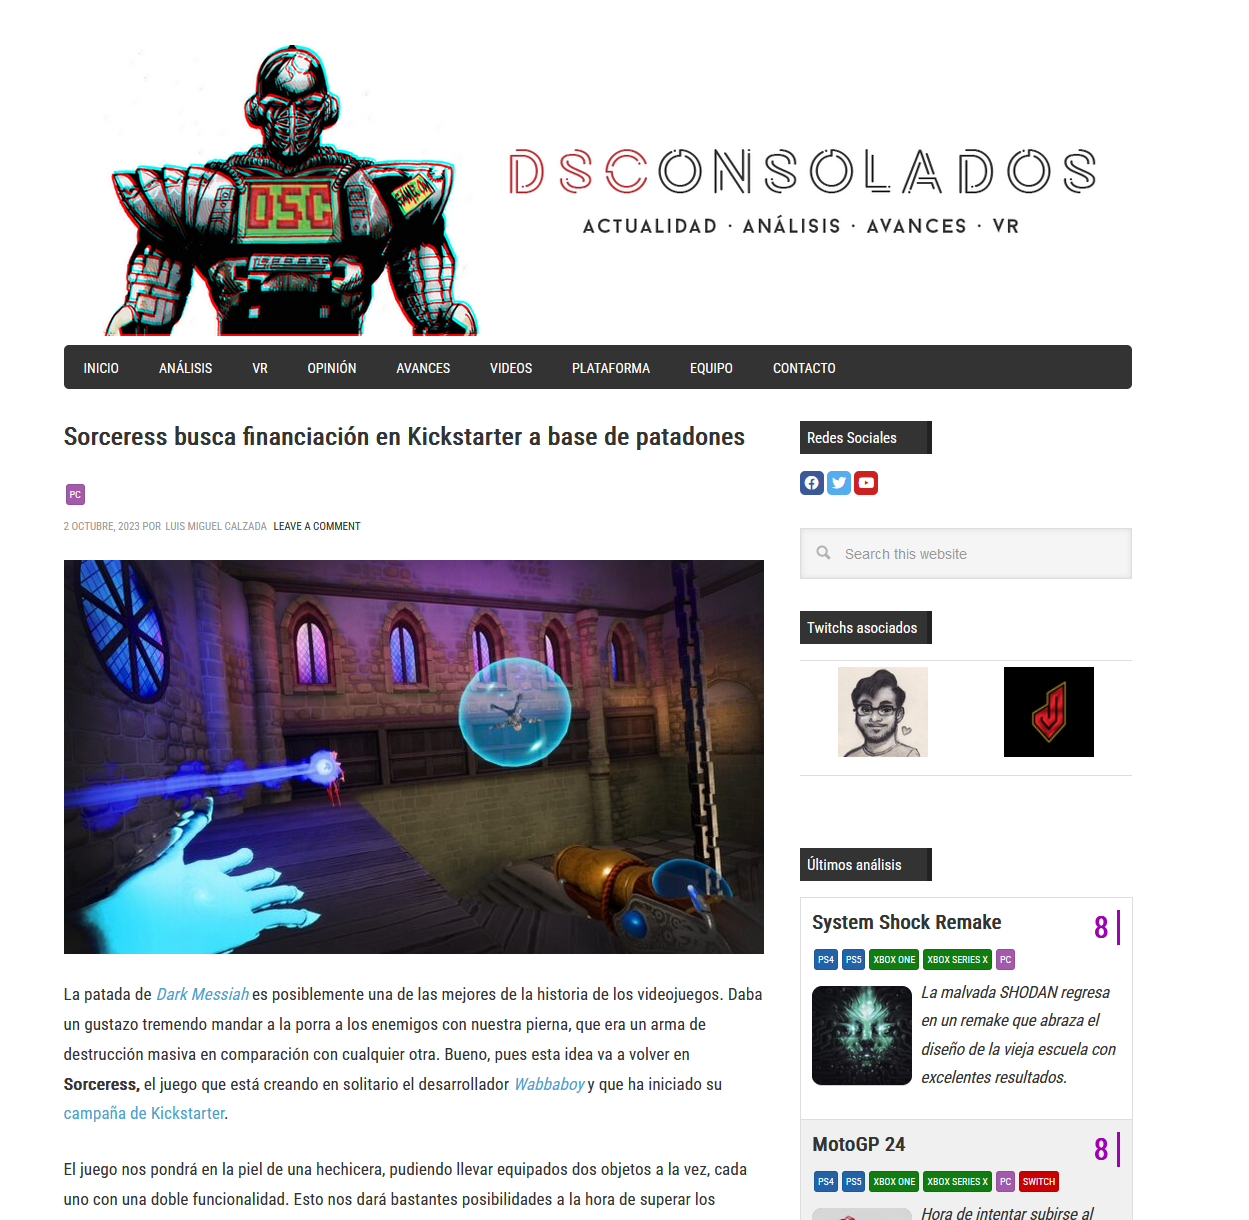 DSC
FAMICOM
DSCONSOLADOS
ACTUALIDAD · ANÁLISIS · AVANCES · VR
INICIO ANÁLISIS VR OPINIÓN AVANCES VIDEOS PLATAFORMA EQUIPO CONTACTO
Sorceress busca financiación en Kickstarter a base de patadones
PC
2 OCTUBRE, 2023 POR LUIS MIGUEL CALZADA LEAVE A COMMENT
La patada de Dark Messiah es posiblemente una de las mejores de la historia de los videojuegos. Daba
un gustazo tremendo mandar a la porra a los enemigos con nuestra pierna, que era un arma de
destrucción masiva en comparación con cualquier otra. Bueno, pues esta idea va a volver en
Sorceress, el juego que está creando en solitario el desarrollador Wabbaboy y que ha iniciado su
campaña de Kickstarter.
El juego nos pondrá en la piel de una hechicera, pudiendo llevar equipados dos objetos a la vez, cada
uno con una doble funcionalidad. Esto nos dará bastantes posibilidades a la hora de superar los
Redes Sociales
Search this website
Twitchs asociados
Últimos análisis
System Shock Remake 8
PS4 PS5 XBOX ONE XBOX SERIES X PC
La malvada SHODAN regresa
en un remake que abraza el
diseño de la vieja escuela con
excelentes resultados.
MotoGP 24 8
PS4 PS5 XBOX ONE XBOX SERIES X PC SWITCH
Hora de intentar subirse al